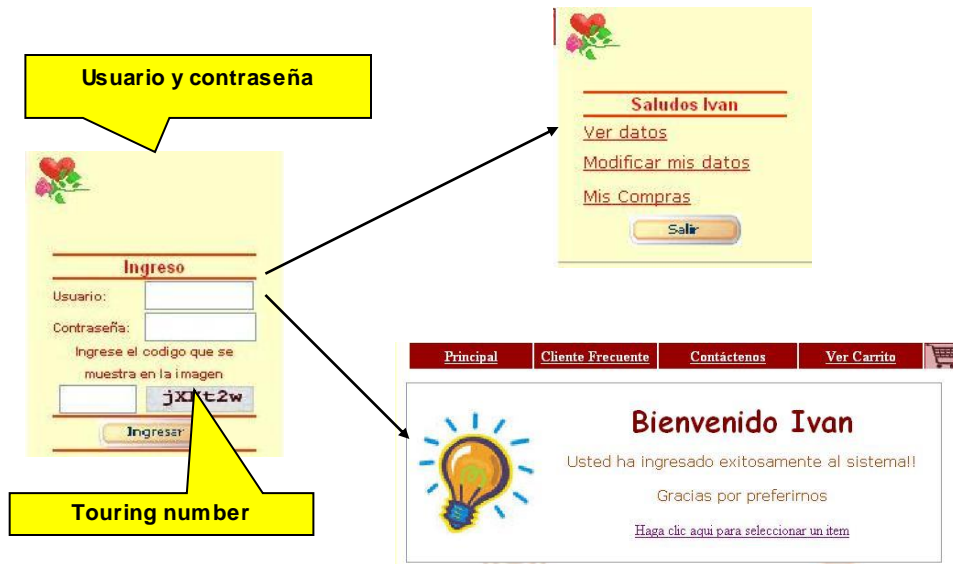 Usuario y contraseña
Ingreso
Usuario:
Contraseña:
Ingrese el codigo que se
muestra en la imagen
Ingresar
Touring number
Saludos Ivan
Ver datos
Modificar mis datos
Mis Compras
Salir
Principal Cliente Frecuente Contáctenos Ver Carrito
Bienvenido Ivan
Usted ha ingresado exitosamente al sistema!!
Gracias por preferirnos
Haga clic aqui para seleccionar un item